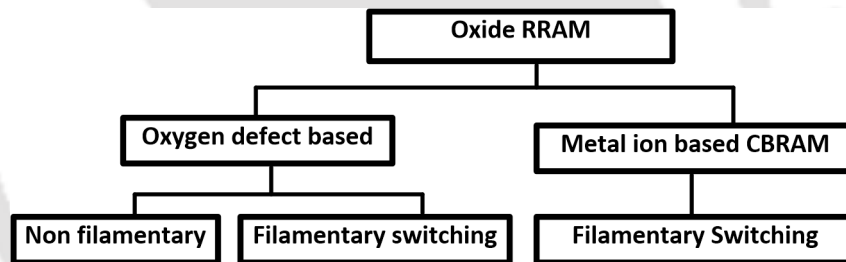 Oxide RRAM
Oxygen defect based
Metal ion based CBRAM
Non filamentary
Filamentary switching
Filamentary Switching